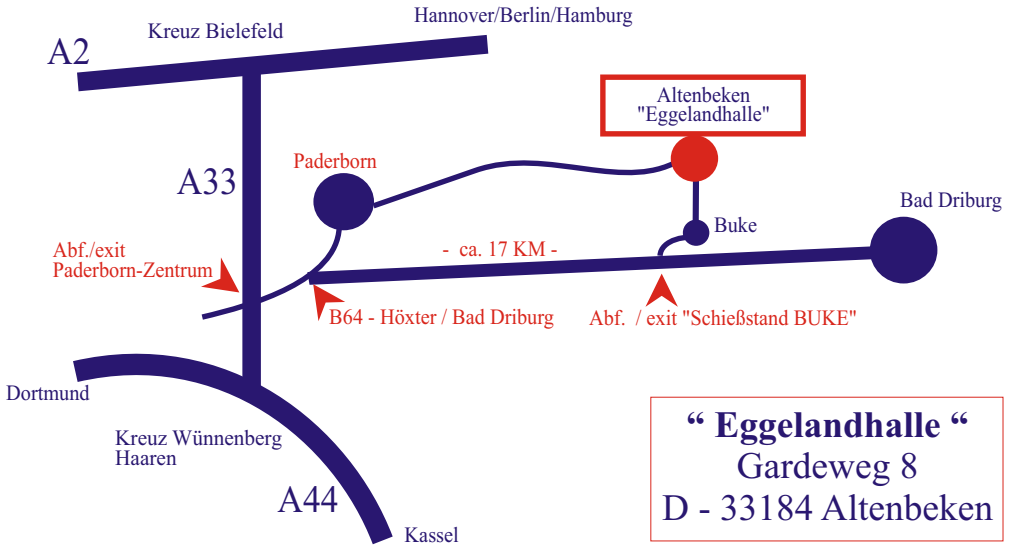 Hannover/Berlin/Hamburg
Kreuz Bielefeld
A2
Altenbeken
"Eggelandhalle"
Paderborn
A33
Bad Driburg
Buke
Abf./exit
Paderborn-Zentrum
- ca. 17 KM -
B64 - Höxter / Bad Driburg
Abf. / exit "Schießstand BUKE"
Dortmund
Kreuz Wünnenberg
Haaren
A44
Kassel
“ Eggelandhalle “
Gardeweg 8
D - 33184 Altenbeken